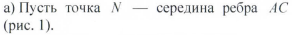 а) Пусть точка N — середина ребра AC
(рис. 1).